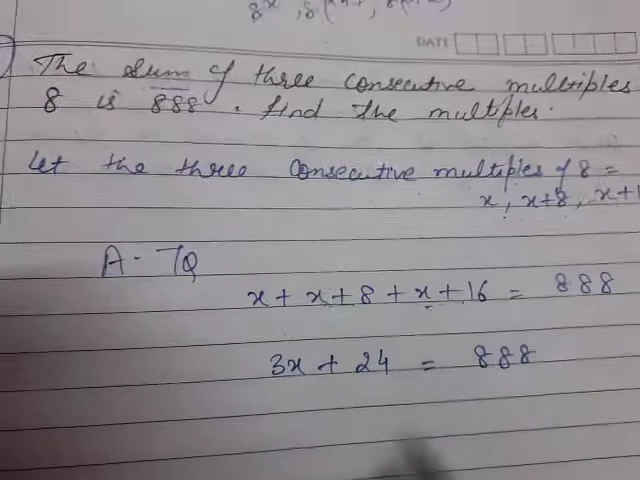 DATE
The sum of three consecutive multiples
8 is 888. find the multiples.
Let the three consecutive multiples of 8 =
x, x+8, x+1
A-TQ
x + x + 8 + x + 16 = 888
3x + 24 = 888